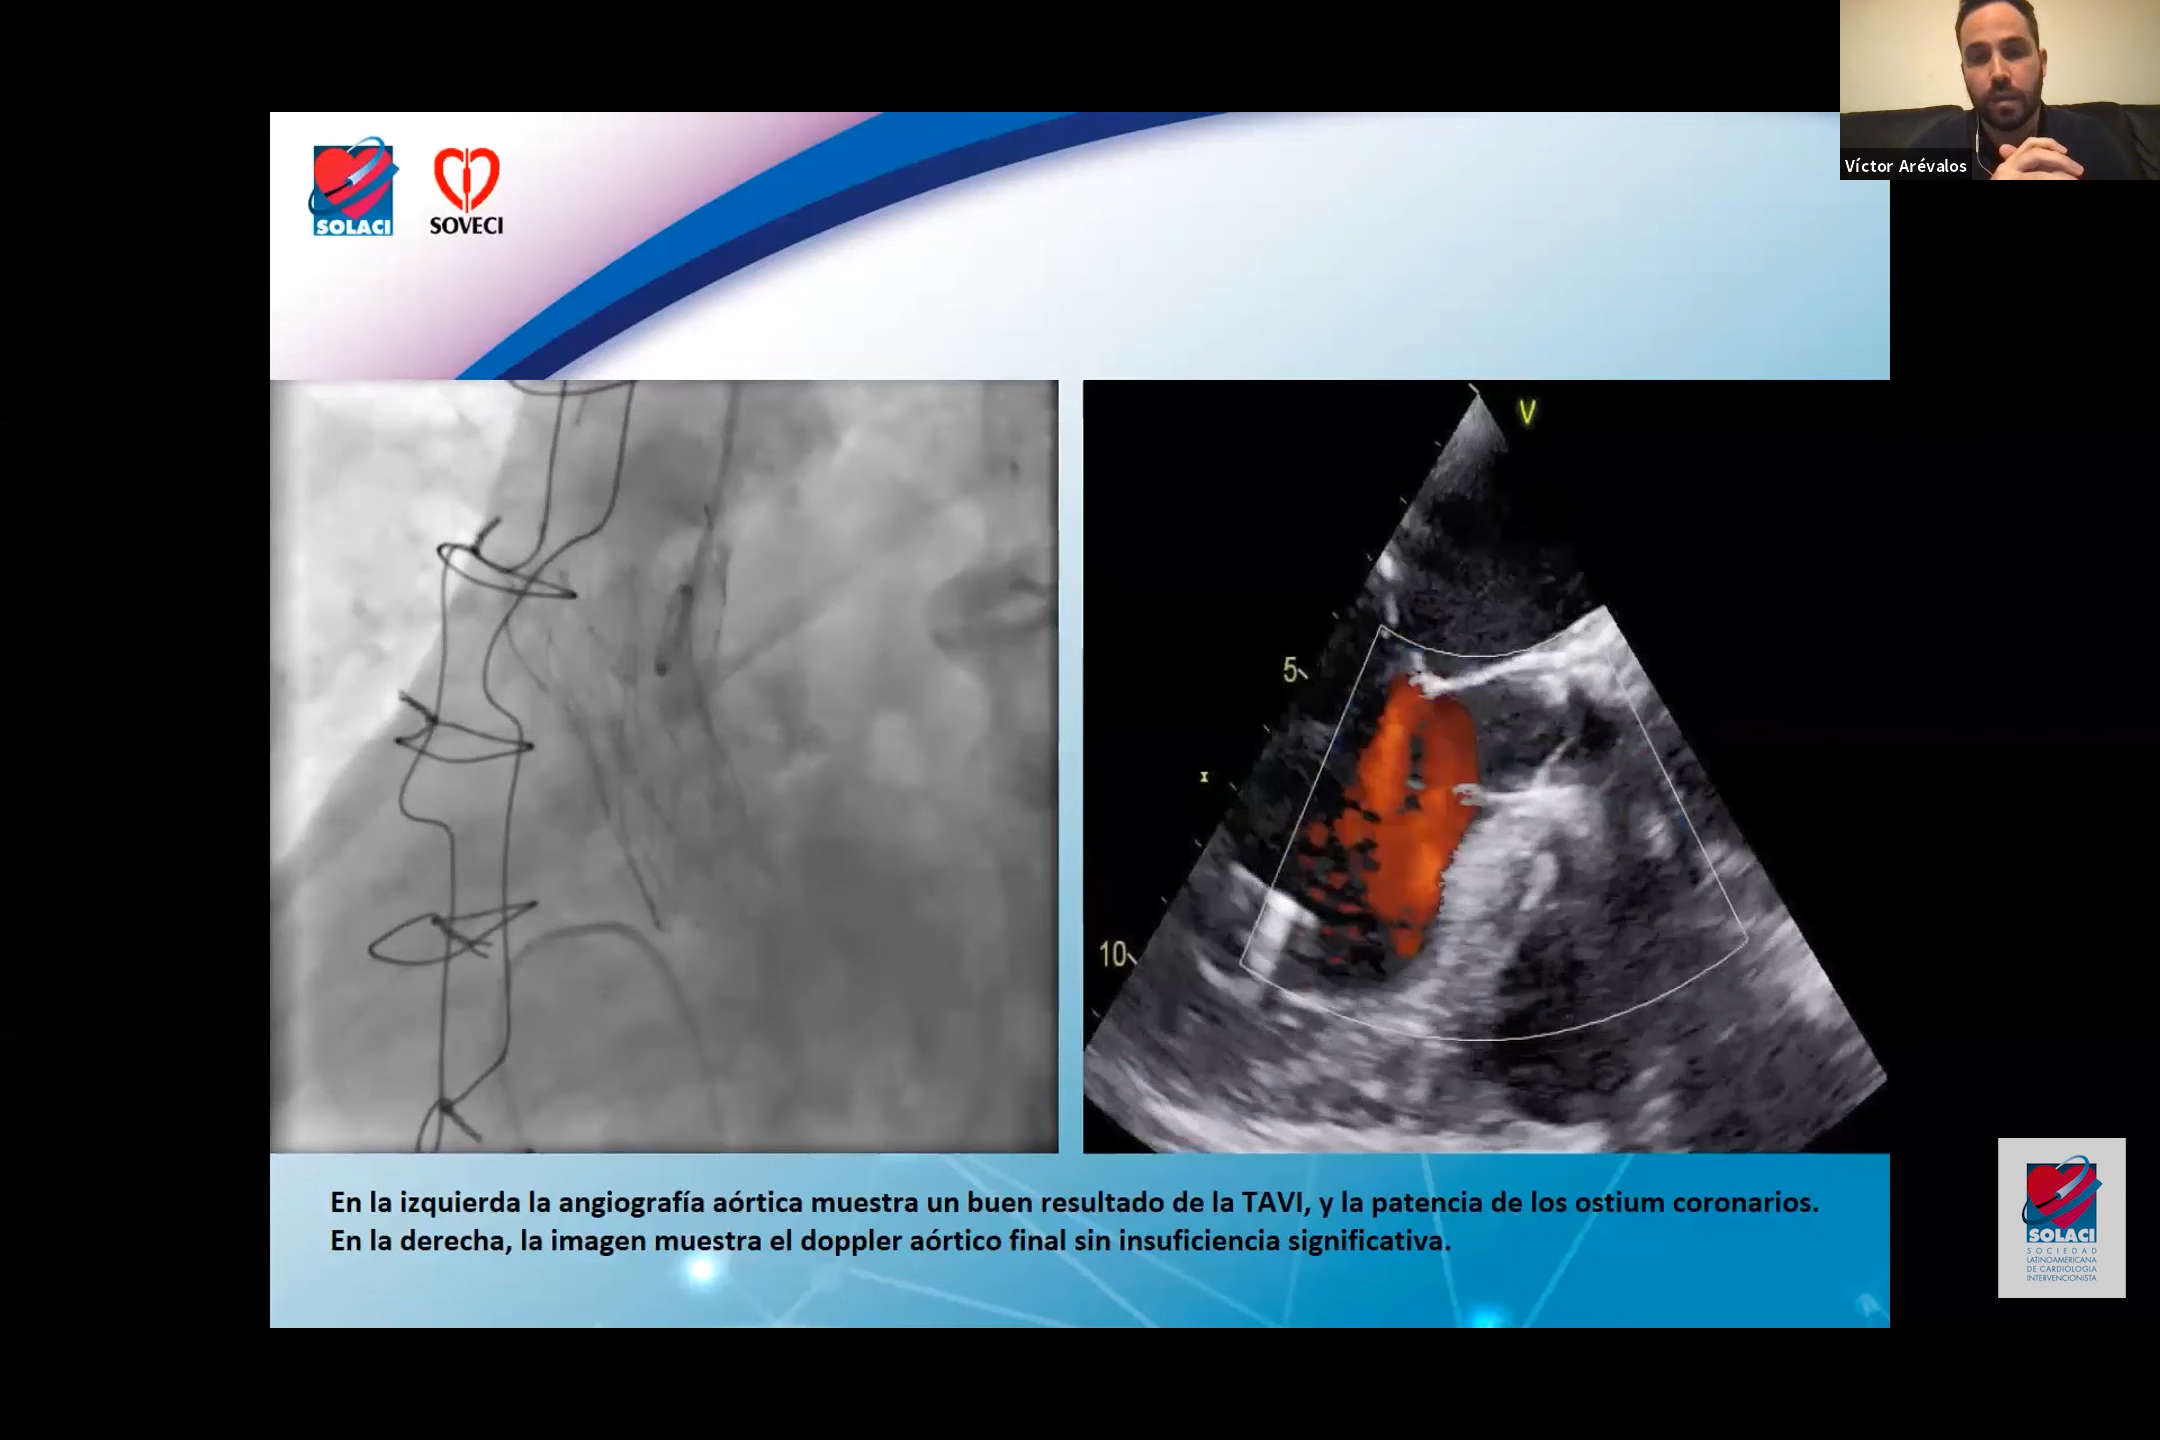 Víctor Arévalos
SOLACI
SOVECI
V
5
10
En la izquierda la angiografía aórtica muestra un buen resultado de la TAVI, y la patencia de los ostium coronarios.
En la derecha, la imagen muestra el doppler aórtico final sin insuficiencia significativa.
SOLACI
SOCIEDAD
LATINOAMERICANA
DE CARDIOLOGIA
INTERVENCIONISTA